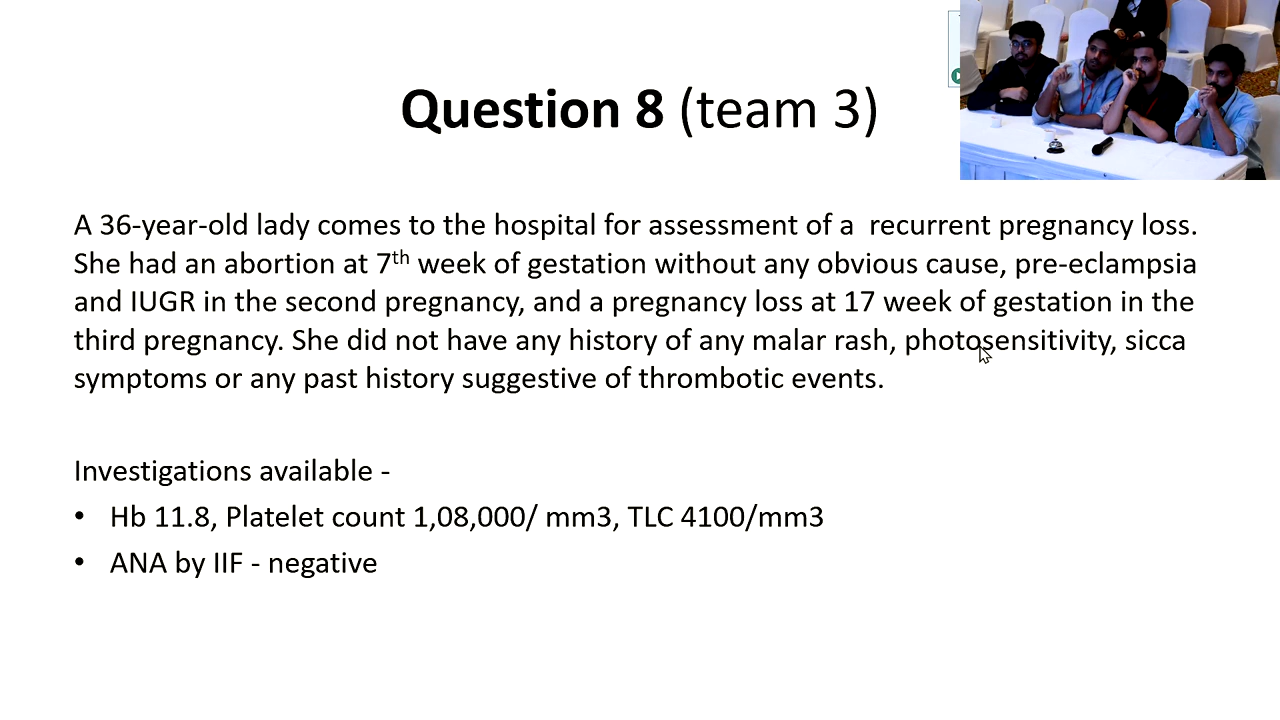 Question 8 (team 3)
A 36-year-old lady comes to the hospital for assessment of a  recurrent pregnancy loss.
She had an abortion at 7th week of gestation without any obvious cause, pre-eclampsia
and IUGR in the second pregnancy, and a pregnancy loss at 17 week of gestation in the
third pregnancy. She did not have any history of any malar rash, photosensitivity, sicca
symptoms or any past history suggestive of thrombotic events.
Investigations available -
• Hb 11.8, Platelet count 1,08,000/ mm3, TLC 4100/mm3
• ANA by IIF - negative